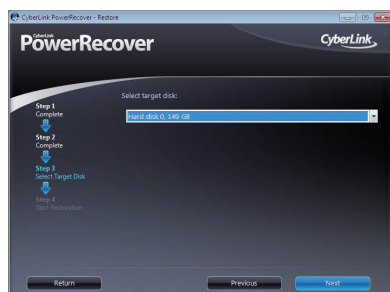 CyberLink PowerRecover - Restore
CyberLink
PowerRecover
CyberLink
Select target disk:
Hard disk 0, 149 GB
Step 1
Complete
Step 2
Complete
Step 3
Select Target Disk
Step 4
Start Restoration
Return
Previous
Next